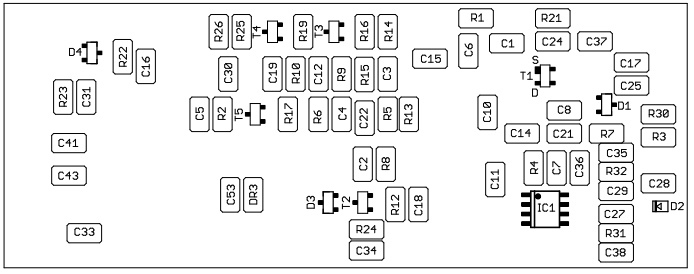 R1 R21
R26 R25 T4 R19 T3 R16 R14
C6 C1 C24 C37
D4 R22 C16 C15 S C17
C30 C19 R10 C12 R9 R15 C3 T1 C25
D
R23 C31 C5 R2 T5 R17 R6 C4 C22 R5 R13 C10 C8 D1 R30
C14 C21 R7 R3
C41 C35
C2 R8 R4 C7 C36 R32
C43 C11 C28
C53 DR3 D3 T2 R12 C18 IC1 C29 D2
C27
C33 R24 R31
C34 C38